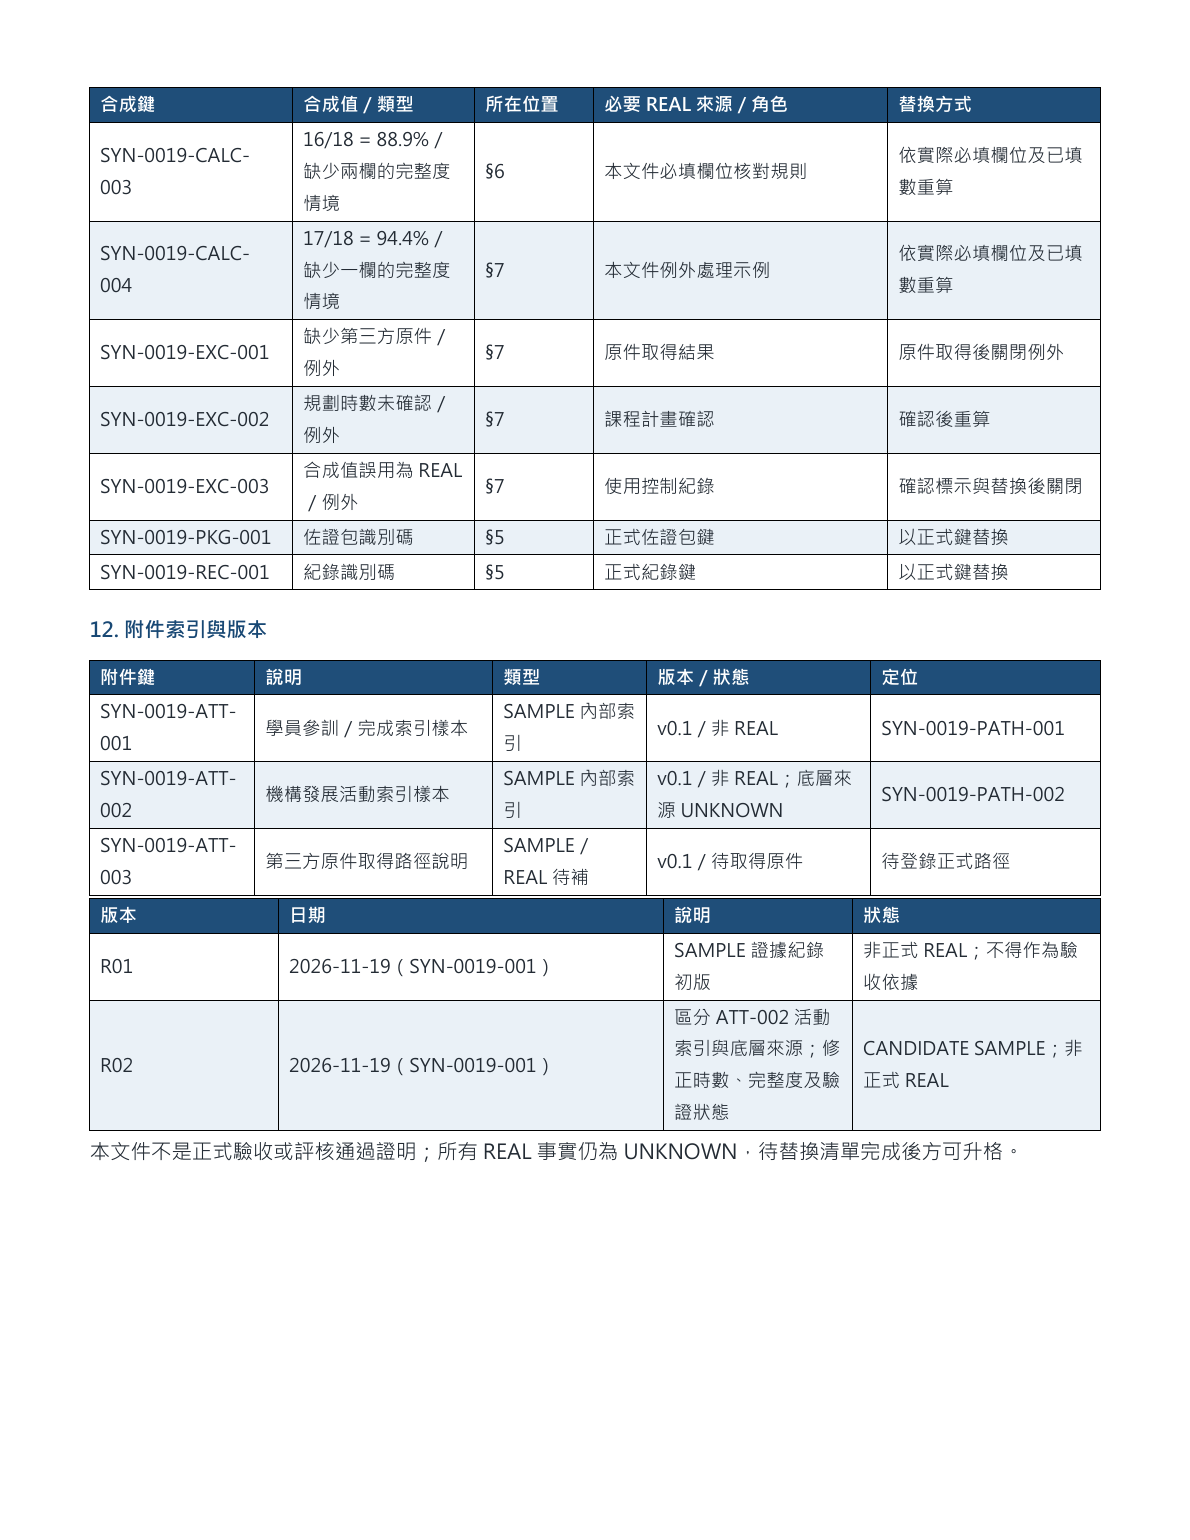 合成鍵 合成值 / 類型 所在位置 必要 REAL 來源 / 角色 替換方式
SYN-0019-CALC-
003
16/18 = 88.9% /
缺少兩欄的完整度
情境
§6
本文件必填欄位核對規則
依實際必填欄位及已填
數重算
SYN-0019-CALC-
004
17/18 = 94.4% /
缺少一欄的完整度
情境
§7
本文件例外處理示例
依實際必填欄位及已填
數重算
SYN-0019-EXC-001
缺少第三方原件 /
例外
§7
原件取得結果
原件取得後關閉例外
SYN-0019-EXC-002
規劃時數未確認 /
例外
§7
課程計畫確認
確認後重算
SYN-0019-EXC-003
合成值誤用為 REAL
/ 例外
§7
使用控制紀錄
確認標示與替換後關閉
SYN-0019-PKG-001 佐證包識別碼 §5 正式佐證包鍵 以正式鍵替換
SYN-0019-REC-001 紀錄識別碼 §5 正式紀錄鍵 以正式鍵替換
12. 附件索引與版本
附件鍵 說明 類型 版本 / 狀態 定位
SYN-0019-ATT-
001
學員參訓 / 完成索引樣本
SAMPLE 內部索
引
v0.1 / 非 REAL
SYN-0019-PATH-001
SYN-0019-ATT-
002
機構發展活動索引樣本
SAMPLE 內部索
引
v0.1 / 非 REAL；底層來
源 UNKNOWN
SYN-0019-PATH-002
SYN-0019-ATT-
003
第三方原件取得路徑說明
SAMPLE /
REAL 待補
v0.1 / 待取得原件
待登錄正式路徑
版本 日期 說明 狀態
R01
2026-11-19（SYN-0019-001）
SAMPLE 證據紀錄
初版
非正式 REAL；不得作為驗
收依據
R02
2026-11-19（SYN-0019-001）
區分 ATT-002 活動
索引與底層來源；修
正時數、完整度及驗
證狀態
CANDIDATE SAMPLE；非
正式 REAL
本文件不是正式驗收或評核通過證明；所有 REAL 事實仍為 UNKNOWN，待替換清單完成後方可升格。